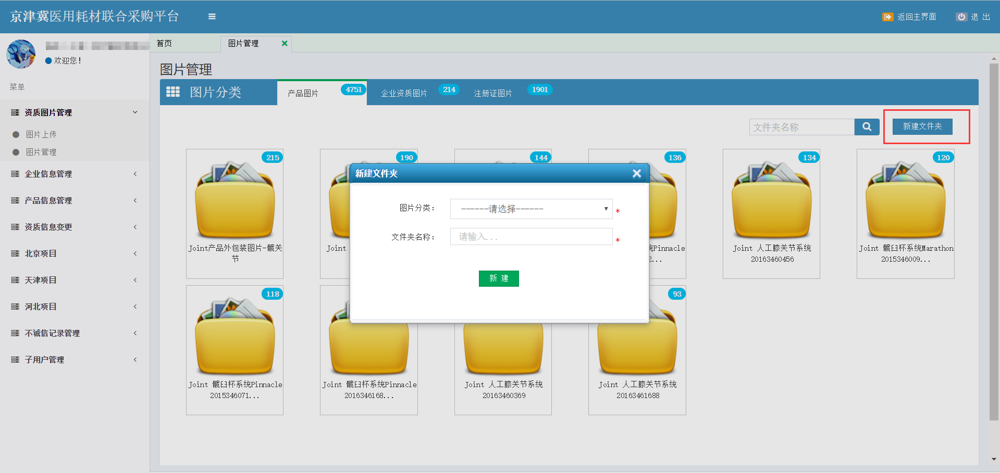 京津冀医用耗材联合采购平台
返回主界面
退 出
欢迎您！
首页
图片管理
菜单
资质图片管理
图片上传
图片管理
企业信息管理
产品信息管理
资质信息变更
北京项目
天津项目
河北项目
不诚信记录管理
子用户管理
图片管理
图片分类
产品图片
4751
企业资质图片
214
注册证图片
1901
文件夹名称
新建文件夹
215
190
144
136
134
120
Joint产品外包装图片-髋关
节
Joint
统Pinnacle
2...
Joint 人工膝关节系统
20163460456
Joint 髋臼杯系统Marathon
2015346009...
新建文件夹
图片分类：
------请选择------
*
文件夹名称：
请输入...
*
新 建
118
93
Joint 髋臼杯系统Pinnacle
2015346071...
Joint 髋臼杯系统Pinnacle
2016346168...
Joint 人工膝关节系统
20163460369
Joint 人工膝关节系统
20163461688